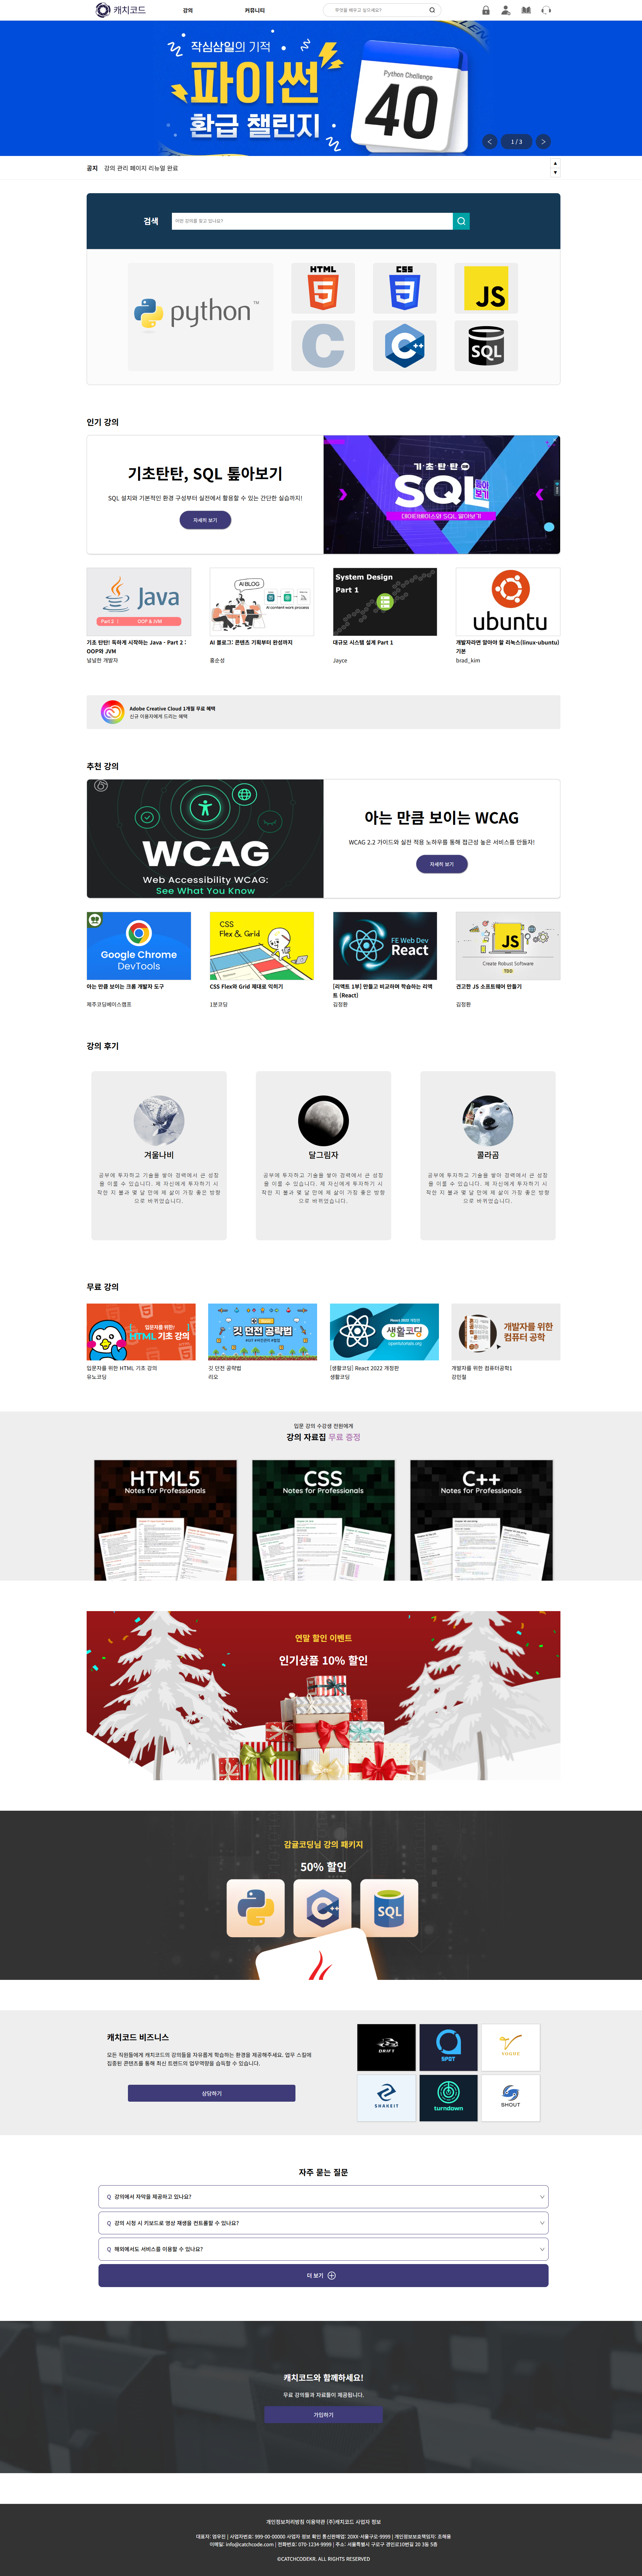 캐치코드
강의
커뮤니티
무엇을 배우고 싶으세요?
작심삼일의 기적
파이썬
환급 챌린지
Python Challenge
40
1 / 3
공지 강의 관리 페이지 리뉴얼 완료
검색
어떤 강의를 찾고 있나요?
python™
HTML
5
CSS
3
JS
C
C++
SQL
인기 강의
기초탄탄, SQL 톺아보기
SQL 설치와 기본적인 환경 구성부터 실전에서 활용할 수 있는 간단한 실습까지!
자세히 보기
기초탄탄
SQL
톺아보기
데이터베이스와 SQL 알아보기
Java
Part 2 | OOP & JVM
AI BLOG
AI content work process
System Design
Part 1
ubuntu
기초 탄탄! 독하게 시작하는 Java - Part 2 :
OOP와 JVM
널널한 개발자
AI 블로그: 콘텐츠 기획부터 완성까지
홍순성
대규모 시스템 설계 Part 1
Jayce
개발자라면 알아야 할 리눅스(linux-ubuntu)
기본
brad_kim
Adobe Creative Cloud 1개월 무료 혜택
신규 이용자에게 드리는 혜택
추천 강의
WCAG
Web Accessibility WCAG:
See What You Know
아는 만큼 보이는 WCAG
WCAG 2.2 가이드와 실전 적용 노하우를 통해 접근성 높은 서비스를 만들자!
자세히 보기
Google Chrome
DevTools
CSS
Flex & Grid
FE Web Dev
React
JS
Create Robust Software
TDD
아는 만큼 보이는 크롬 개발자 도구
제주코딩베이스캠프
CSS Flex와 Grid 제대로 익히기
1분코딩
[리액트 1부] 만들고 비교하며 학습하는 리액
트 (React)
김정환
견고한 JS 소프트웨어 만들기
김정환
강의 후기
겨울나비
공부에 투자하고 기술을 쌓아 경력에서 큰 성장
을 이룰 수 있습니다. 제 자신에게 투자하기 시
작한 지 불과 몇 달 만에 제 삶이 가장 좋은 방향
으로 바뀌었습니다.
달그림자
공부에 투자하고 기술을 쌓아 경력에서 큰 성장
을 이룰 수 있습니다. 제 자신에게 투자하기 시
작한 지 불과 몇 달 만에 제 삶이 가장 좋은 방향
으로 바뀌었습니다.
콜라곰
공부에 투자하고 기술을 쌓아 경력에서 큰 성장
을 이룰 수 있습니다. 제 자신에게 투자하기 시
작한 지 불과 몇 달 만에 제 삶이 가장 좋은 방향
으로 바뀌었습니다.
무료 강의
입문자를 위한!
HTML 기초 강의
깃 던전 공략법
React 2022 개정판
생활코딩
opentutorials.org
개발자를 위한
컴퓨터 공학
입문자를 위한 HTML 기초 강의
유노코딩
깃 던전 공략법
리오
[생활코딩] React 2022 개정판
생활코딩
개발자를 위한 컴퓨터공학1
강민철
입문 강의 수강생 전원에게
강의 자료집 무료 증정
HTML5
Notes for Professionals
CSS
Notes for Professionals
C++
Notes for Professionals
연말 할인 이벤트
인기상품 10% 할인
감귤코딩님 강의 패키지
50% 할인
C++
SQL
캐치코드 비즈니스
모든 직원들에게 캐치코드의 강의들을 자유롭게 학습하는 환경을 제공해주세요. 업무 스킬에
집중된 콘텐츠를 통해 최신 트렌드의 업무역량을 습득할 수 있습니다.
상담하기
DRIFT
SPOT
VOGUE
SHAKEIT
turndown
SHOUT
자주 묻는 질문
Q 강의에서 자막을 제공하고 있나요?
Q 강의 시청 시 키보드로 영상 재생을 컨트롤할 수 있나요?
Q 해외에서도 서비스를 이용할 수 있나요?
더 보기
캐치코드와 함께하세요!
무료 강의들과 자료들이 제공됩니다.
가입하기
개인정보처리방침 이용약관 (주)캐치코드 사업자 정보
대표자: 범우진 | 사업자번호: 999-00-00000 사업자 정보 확인 통신판매업: 20XX-서울구로-9999 | 개인정보보호책임자: 조해용
이메일: info@catchcode.com | 전화번호: 070-1234-9999 | 주소: 서울특별시 구로구 경인로10번길 20 3동 5층
©CATCHCODEKR. ALL RIGHTS RESERVED